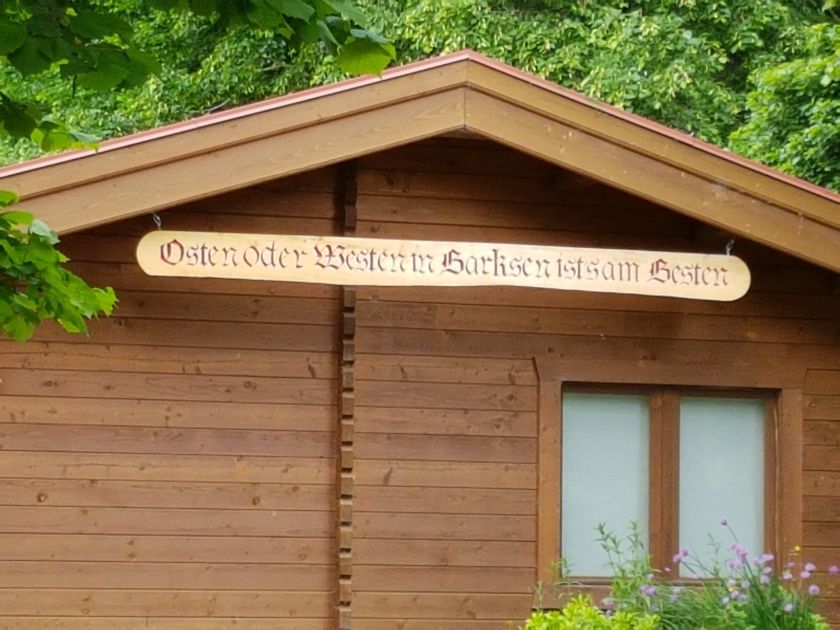 Osten oder Westen in Barksen ists am Besten